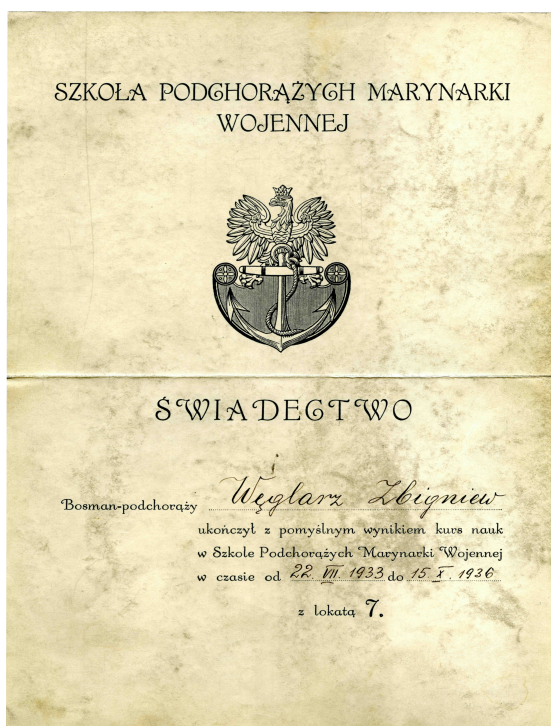 SZKOŁA PODCHORĄŻYCH MARYNARKI
WOJENNEJ
ŚWIADECTWO
Bosman-podchorąży Węglarz Zbigniew
ukończył z pomyślnym wynikiem kurs nauk
w Szkole Podchorążych Marynarki Wojennej
w czasie od 22. VII. 1933 do 15. X. 1936
z lokatą 7.